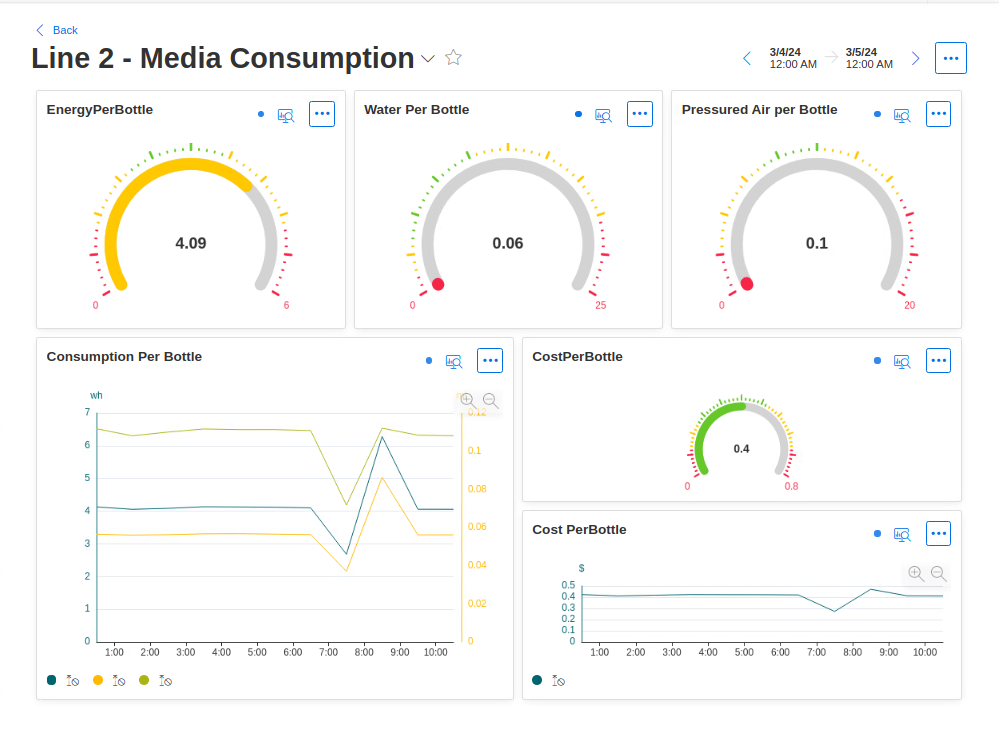 Back
Line 2 - Media Consumption
3/4/24
12:00 AM
3/5/24
12:00 AM
EnergyPerBottle
4.09
0
6
Water Per Bottle
0.06
0
25
Pressured Air per Bottle
0.1
0
20
Consumption Per Bottle
wh
7
6
5
4
3
2
1
0
0.12
0.1
0.08
0.06
0.04
0.02
0
1:00 2:00 3:00 4:00 5:00 6:00 7:00 8:00 9:00 10:00
CostPerBottle
0.4
0
0.8
Cost PerBottle
$
0.5
0.4
0.3
0.2
0.1
0
1:00 2:00 3:00 4:00 5:00 6:00 7:00 8:00 9:00 10:00